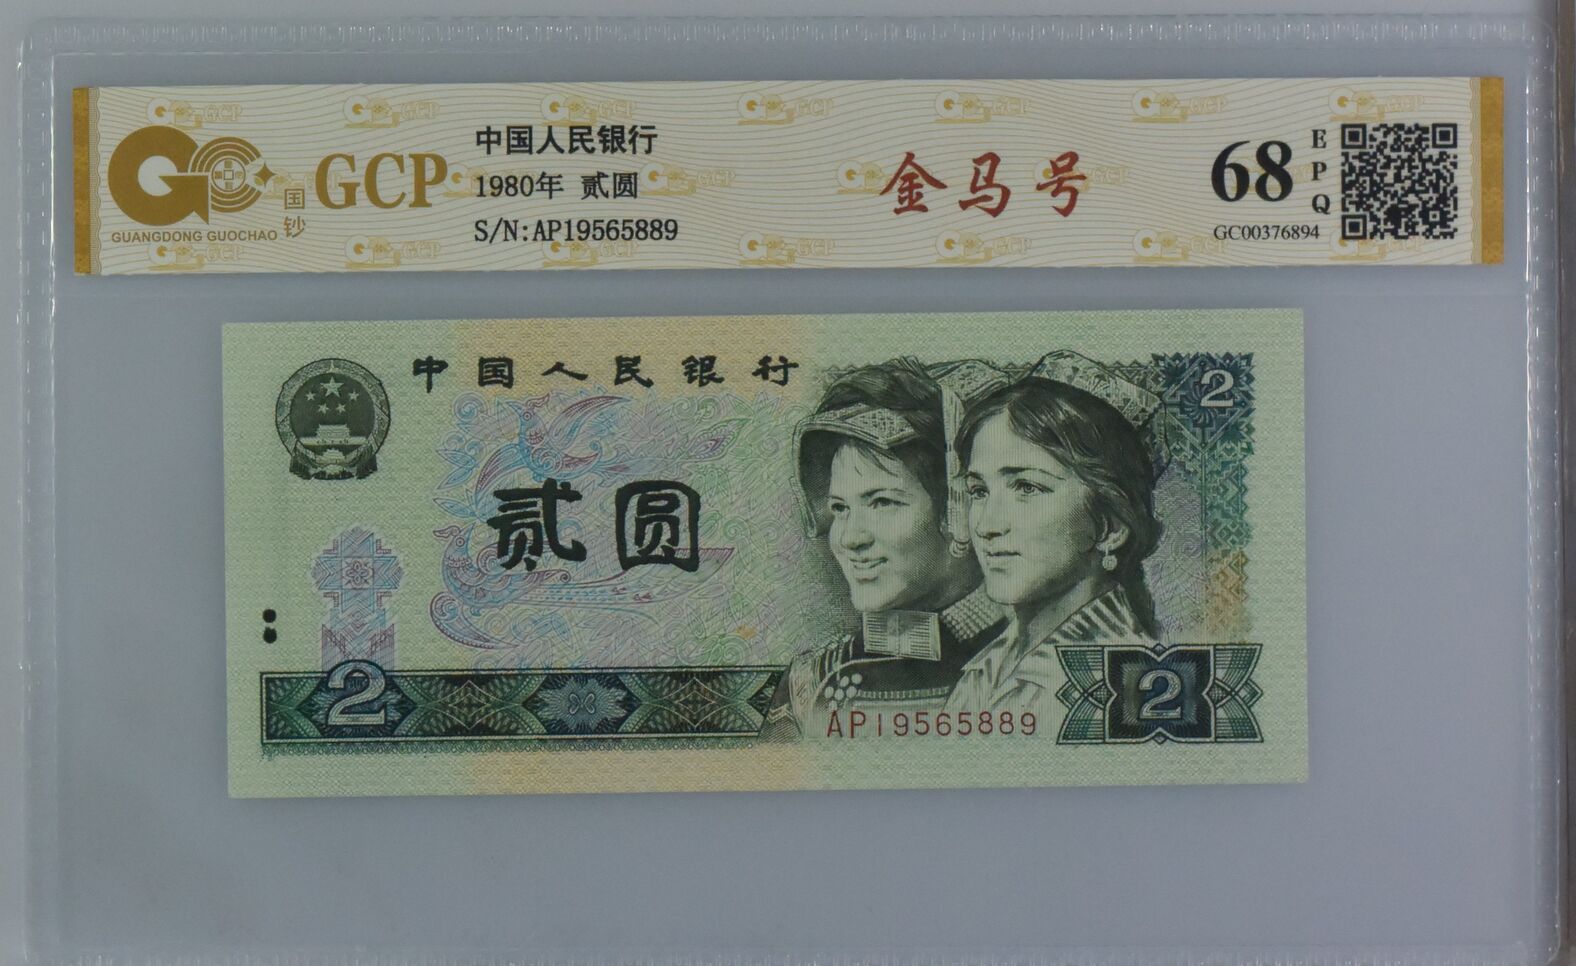 GCP
国钞
GUANGDONG GUOCHAO
中国人民银行
1980年 贰圆
S/N:AP19565889
金马号
68
EPQ
GC00376894
中国人民银行
2
贰圆
2
AP19565889
2